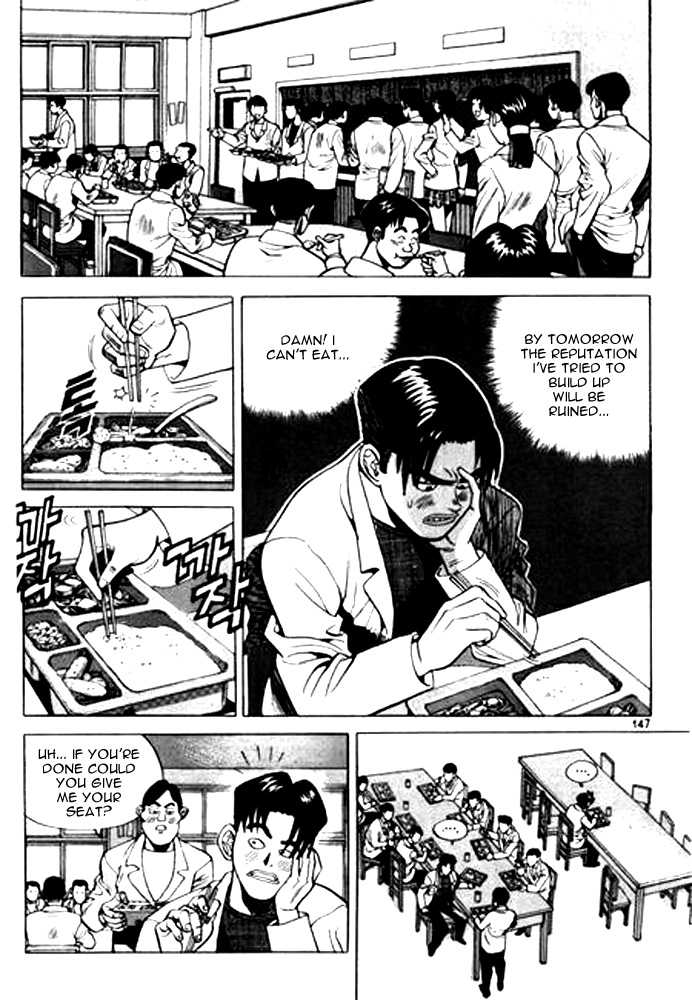 DAMN! I
CAN'T EAT...
BY TOMORROW
THE REPUTATION
I'VE TRIED TO
BUILD UP
WILL BE
RUINED...
147
UH... IF YOU'RE
DONE COULD
YOU GIVE
ME YOUR
SEAT?
...
...